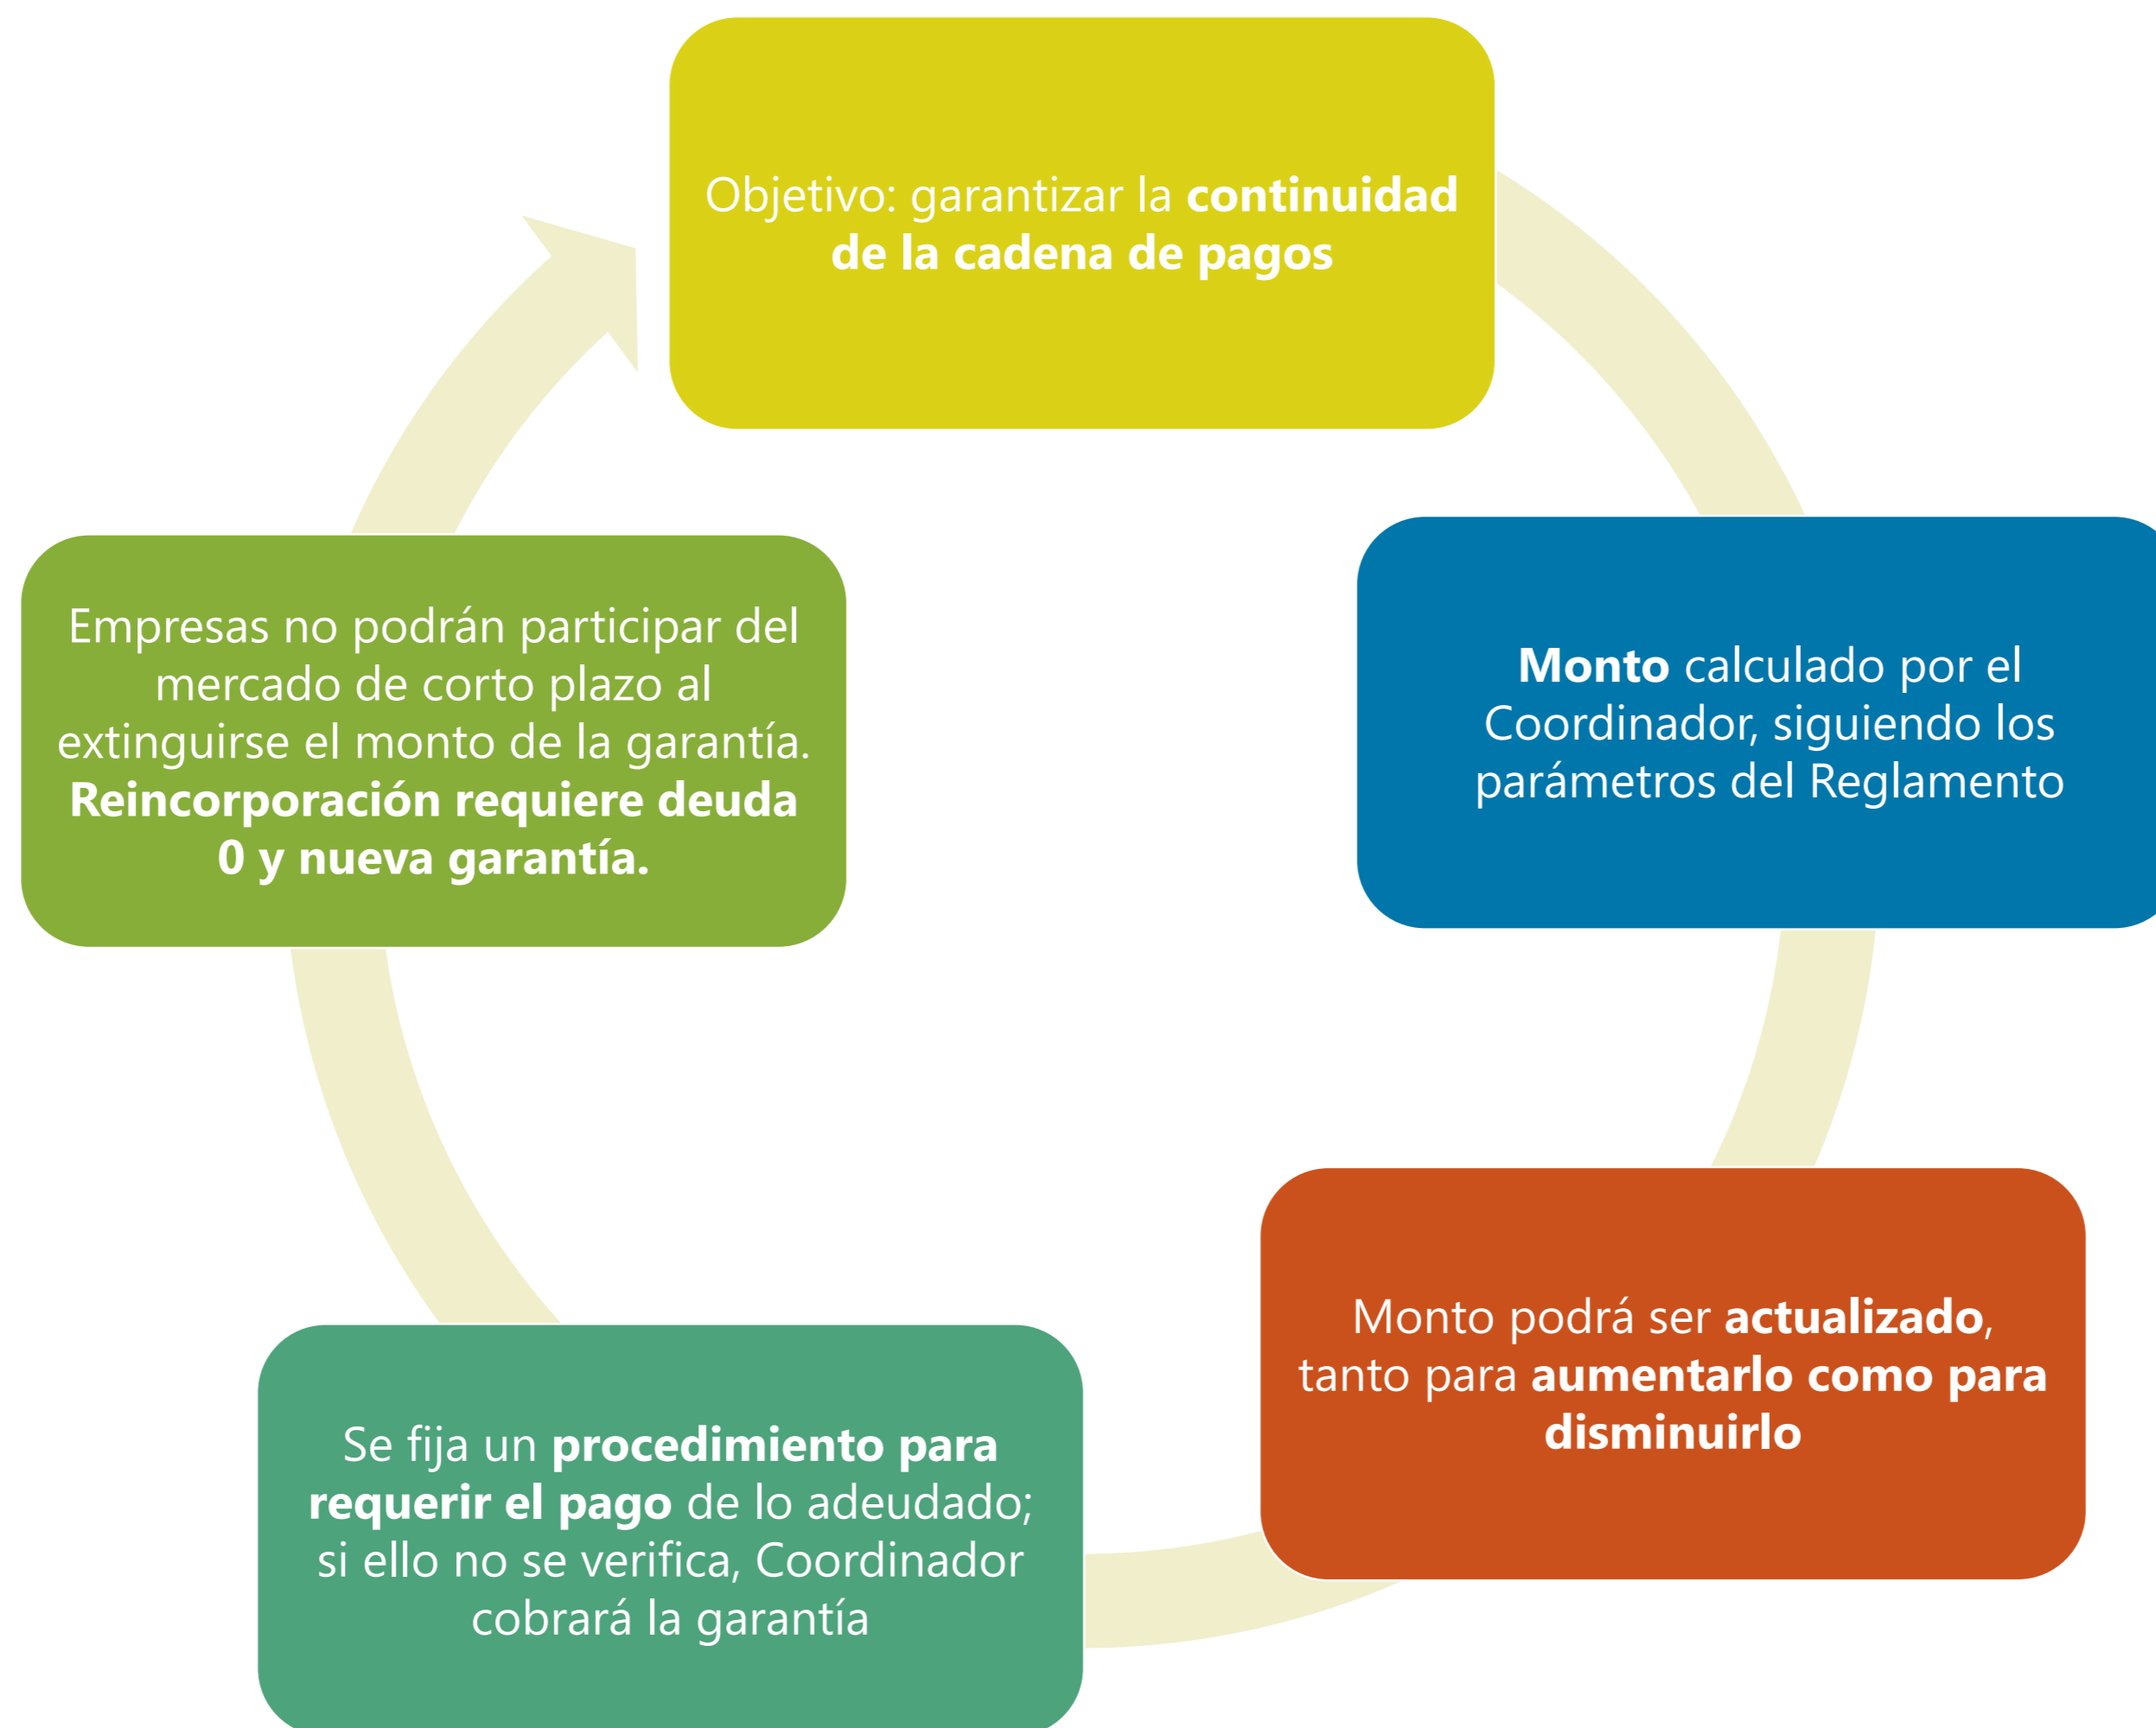 Objetivo: garantizar la continuidad
de la cadena de pagos
Monto calculado por el
Coordinador, siguiendo los
parámetros del Reglamento
Monto podrá ser actualizado,
tanto para aumentarlo como para
disminuirlo
Se fija un procedimiento para
requerir el pago de lo adeudado;
si ello no se verifica, Coordinador
cobrará la garantía
Empresas no podrán participar del
mercado de corto plazo al
extinguirse el monto de la garantía.
Reincorporación requiere deuda
0 y nueva garantía.